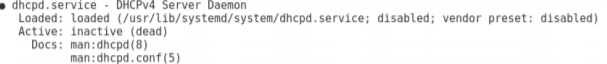 ● dhcpd.service - DHCPv4 Server Daemon
Loaded: loaded (/usr/lib/systemd/system/dhcpd.service; disabled; vendor preset: disabled)
Active: inactive (dead)
Docs: man:dhcpd(8)
man:dhcpd.conf(5)